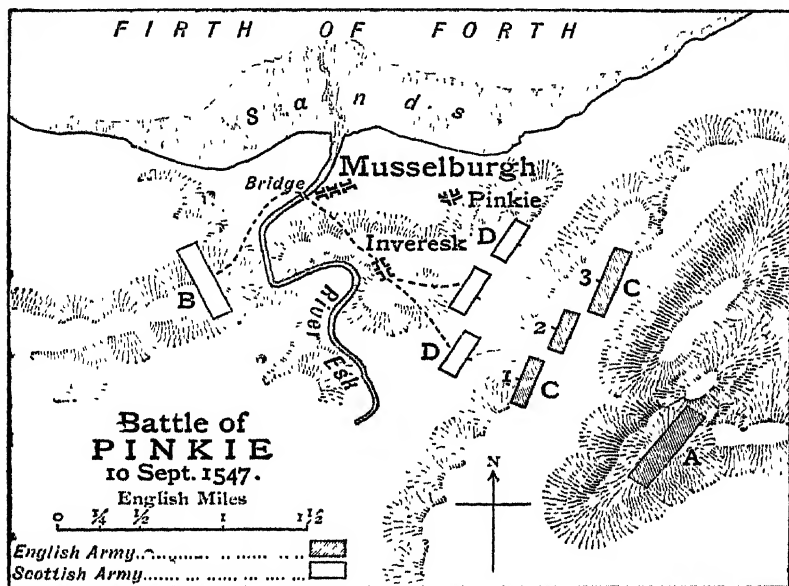 FIRTH OF FORTH
Sands
Bridge
Musselburgh
Pinkie
Inveresk
D
B
3
C
2
D
1
C
River Esk
A
Battle of
PINKIE
10 Sept. 1547.
English Miles
0 1/4 1/2 1 1 1/2
N
English Army
Scottish Army